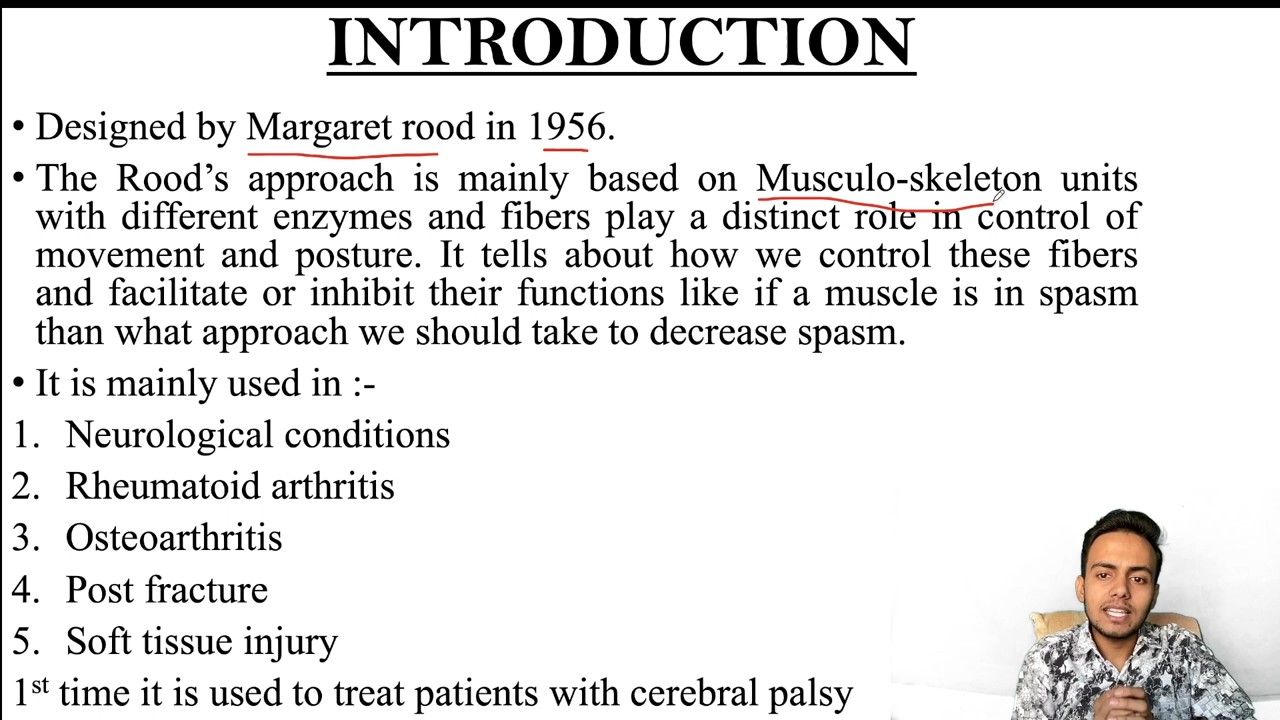 INTRODUCTION
• Designed by Margaret rood in 1956.
• The Rood's approach is mainly based on Musculo-skeleton units
with different enzymes and fibers play a distinct role in control of
movement and posture. It tells about how we control these fibers
and facilitate or inhibit their functions like if a muscle is in spasm
than what approach we should take to decrease spasm.
• It is mainly used in :-
1. Neurological conditions
2. Rheumatoid arthritis
3. Osteoarthritis
4. Post fracture
5. Soft tissue injury
1st time it is used to treat patients with cerebral palsy